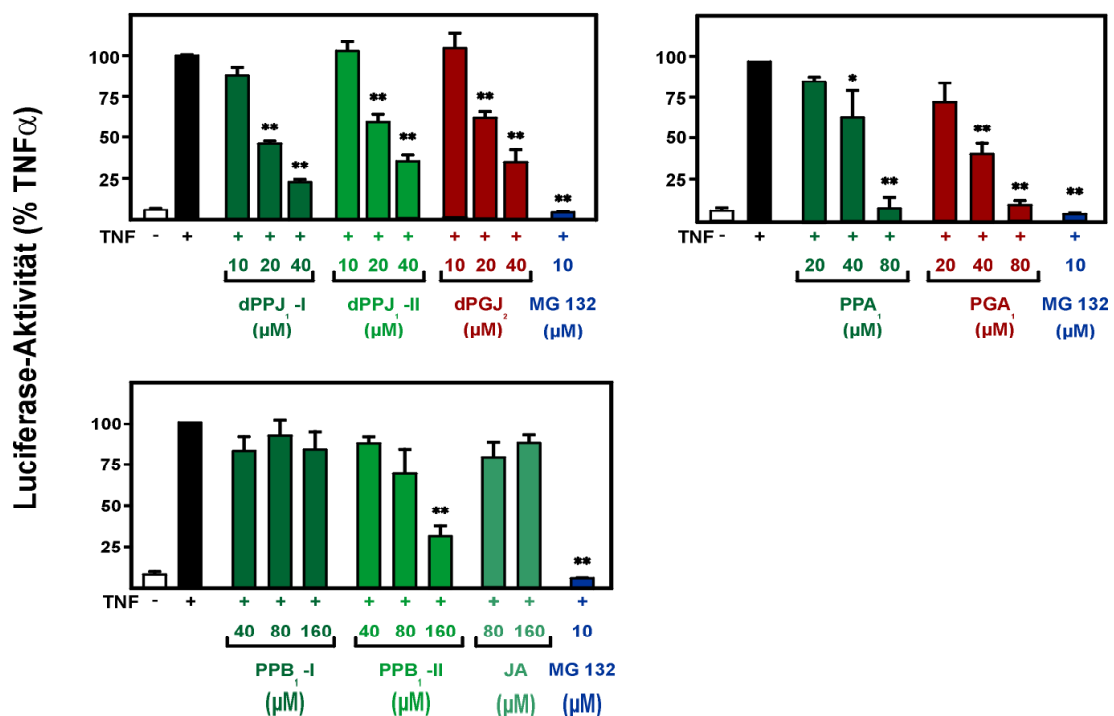 Luciferase-Aktivität (% TNFα)
100
75
50
25
** ** ** ** ** ** **
TNF - + + + + + + + + + + + +
10 20 40 10 20 40 10 20 40 10
dPPJ1-I dPPJ1-II dPGJ2 MG 132
(µM) (µM) (µM) (µM)
100
75
50
25
* ** ** ** **
TNF - + + + + + + + +
20 40 80 20 40 80 10
PPA1 PGA1 MG 132
(µM) (µM) (µM)
100
75
50
25
** **
TNF - + + + + + + + + + +
40 80 160 40 80 160 80 160 10
PPB1-I PPB1-II JA MG 132
(µM) (µM) (µM) (µM)